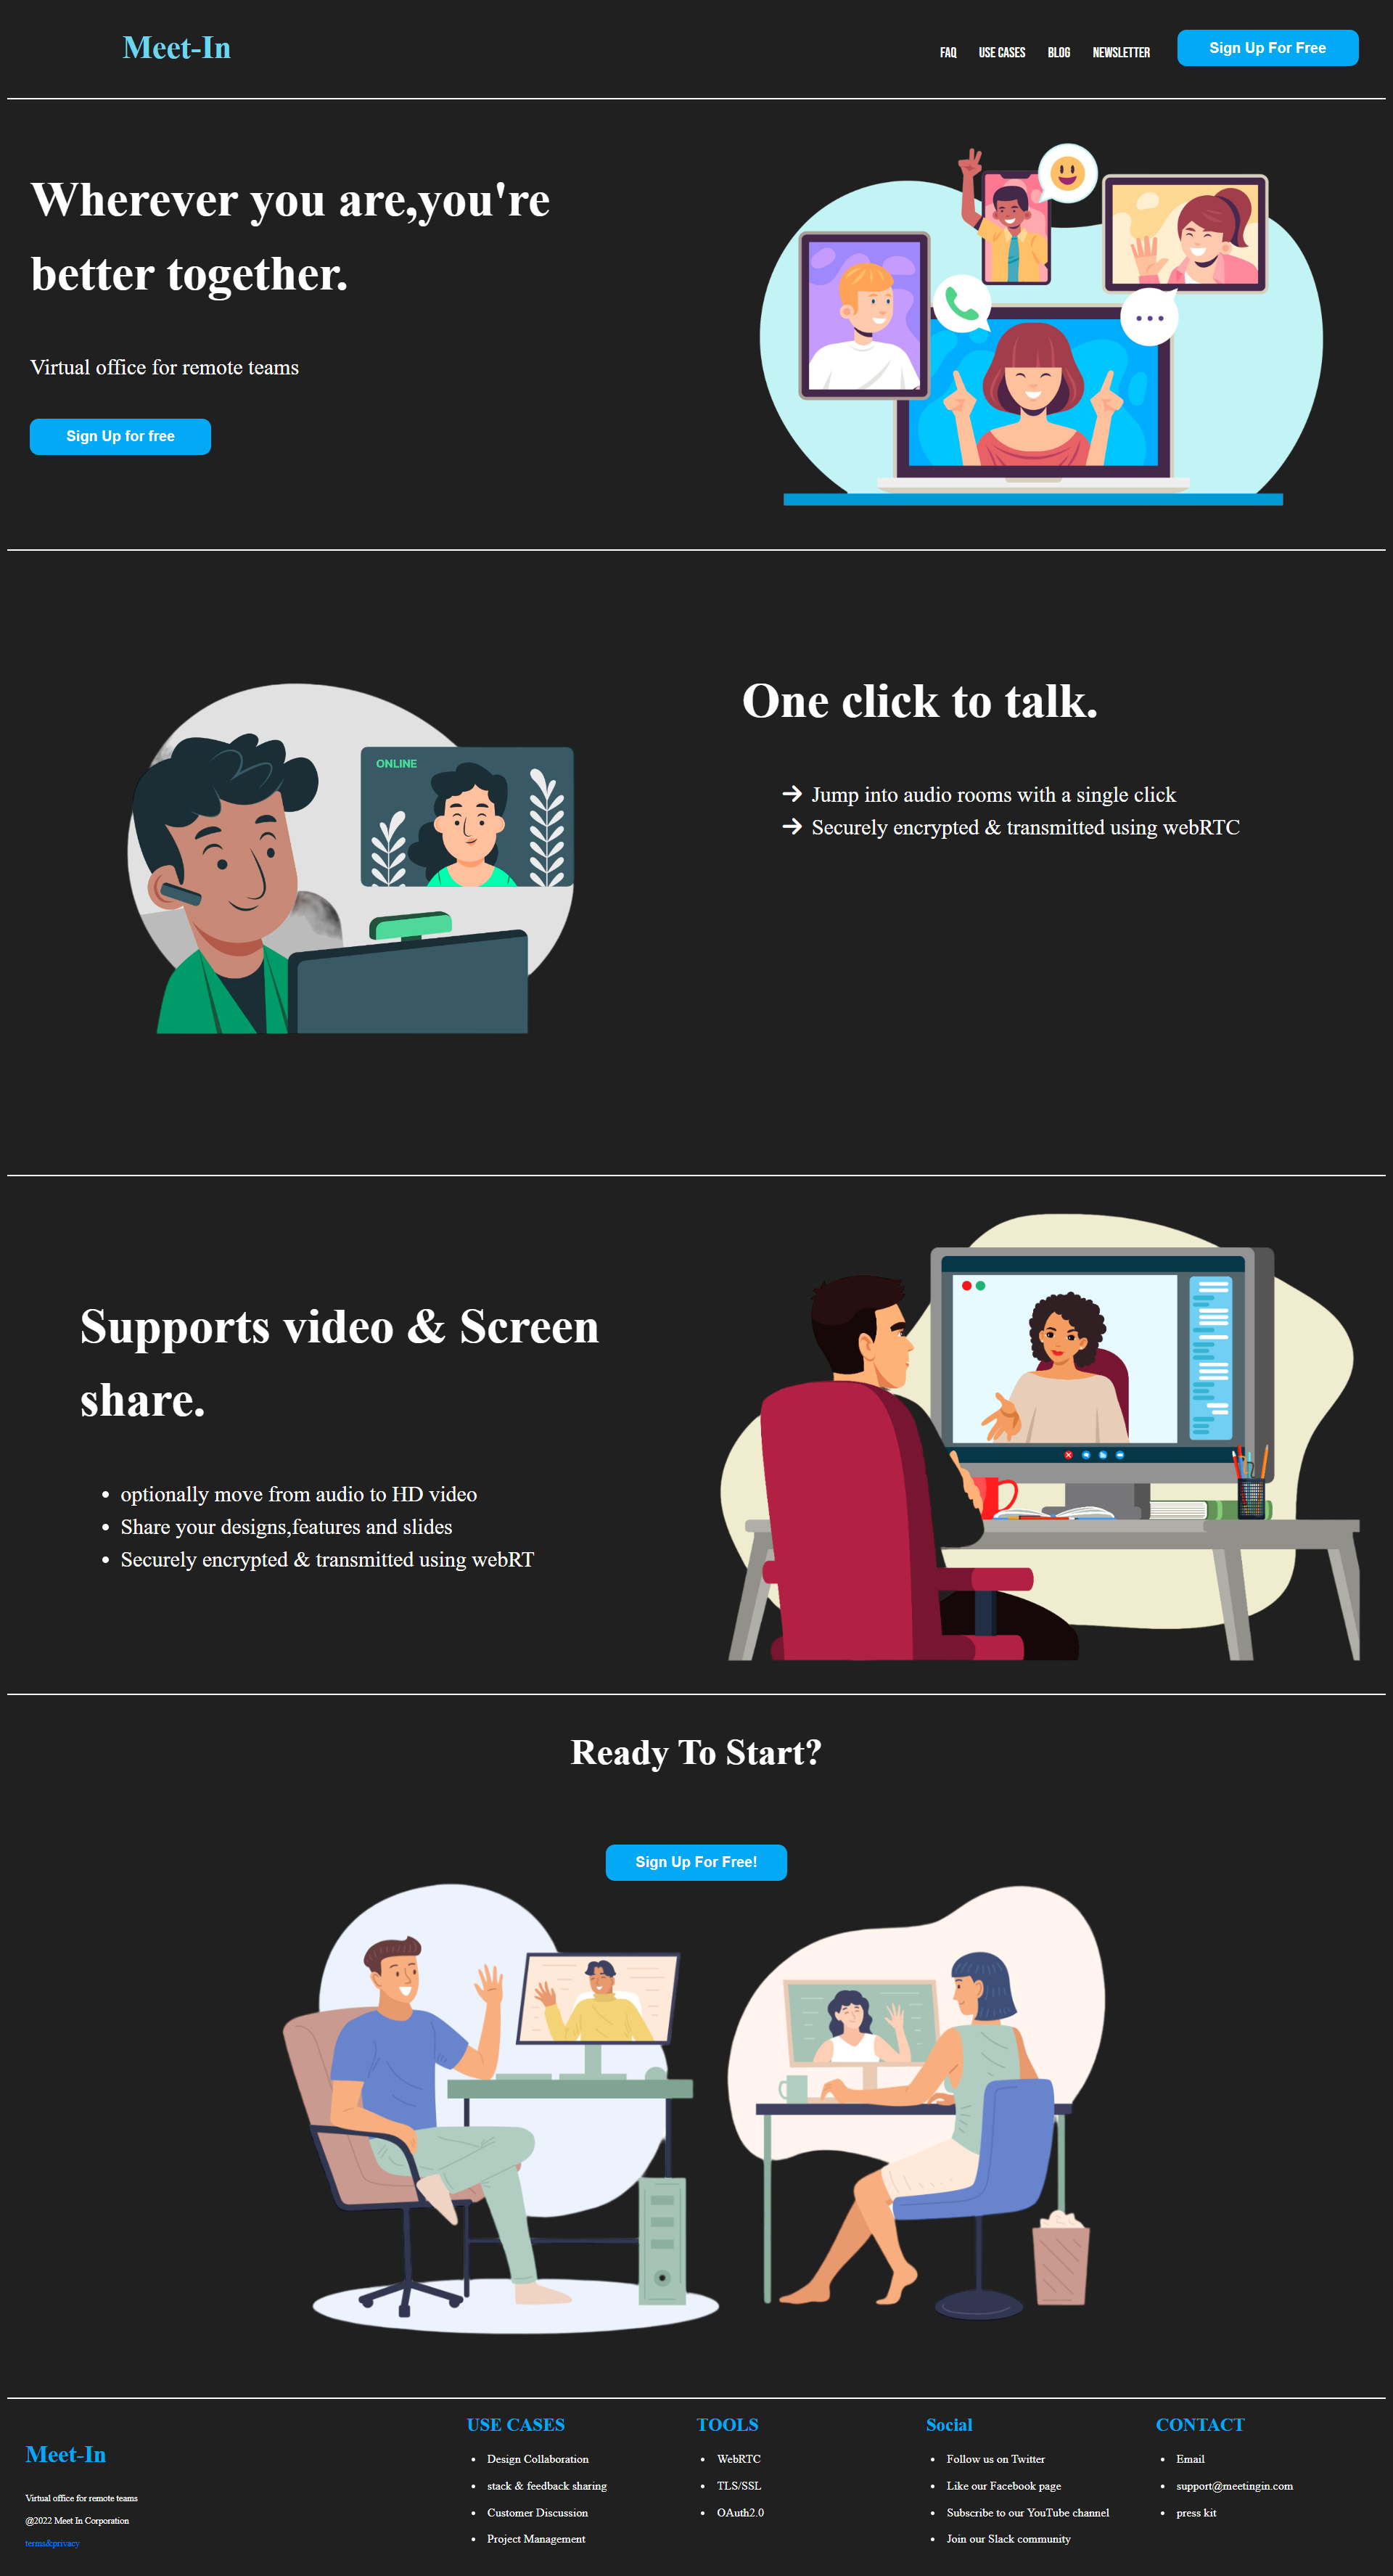 Meet-In
FAQ
USE CASES
BLOG
NEWSLETTER
Sign Up For Free
Wherever you are,you're
better together.
Virtual office for remote teams
Sign Up for free
ONLINE
One click to talk.
Jump into audio rooms with a single click
Securely encrypted & transmitted using webRTC
Supports video & Screen
share.
optionally move from audio to HD video
Share your designs,features and slides
Securely encrypted & transmitted using webRT
Ready To Start?
Sign Up For Free!
Meet-In
Virtual office for remote teams
@2022 Meet In Corporation
terms&privacy
USE CASES
Design Collaboration
stack & feedback sharing
Customer Discussion
Project Management
TOOLS
WebRTC
TLS/SSL
OAuth2.0
Social
Follow us on Twitter
Like our Facebook page
Subscribe to our YouTube channel
Join our Slack community
CONTACT
Email
support@meetingin.com
press kit